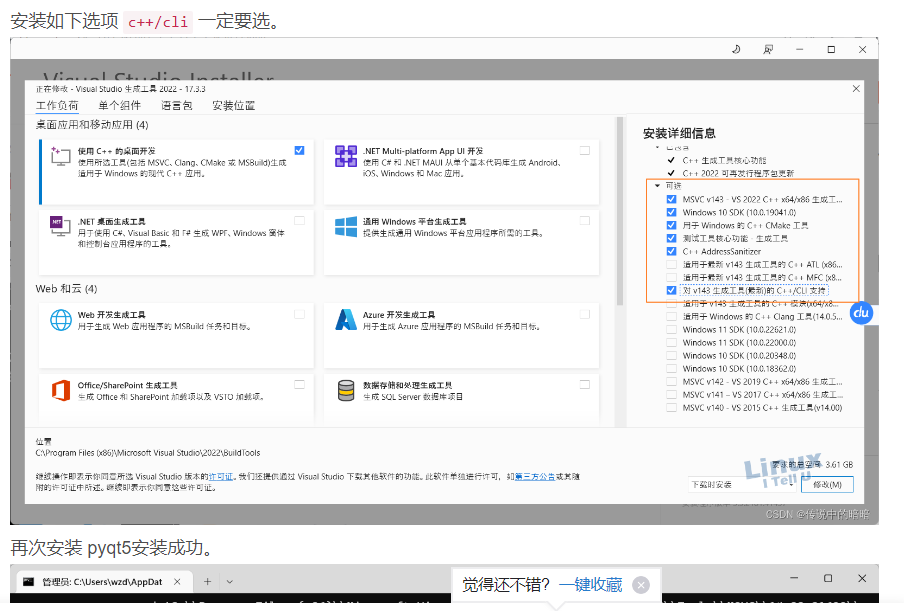 安装如下选项 c++/cli 一定要选。
Visual Studio Installer
正在修改 - Visual Studio 生成工具 2022 - 17.3.3
工作负荷 单个组件 语言包 安装位置
桌面应用和移动应用 (4)
使用 C++ 的桌面开发
使用所选工具(包括 MSVC、Clang、CMake 或 MSBuild)生成
适用于 Windows 的现代 C++ 应用。
.NET Multi-platform App UI 开发
使用 C# 和 .NET MAUI 从单个基本代码库生成 Android、
iOS、Windows 和 Mac 应用。
.NET 桌面生成工具
用于使用 C#、Visual Basic 和 F# 生成 WPF、Windows 窗体
和控制台应用程序的工具。
通用 Windows 平台生成工具
提供生成通用 Windows 平台应用程序所需的工具。
Web 和云 (4)
Web 开发生成工具
用于生成 Web 应用程序的 MSBuild 任务和目标。
Azure 开发生成工具
用于生成 Azure 应用程序的 MSBuild 任务和目标。
Office/SharePoint 生成工具
生成 Office 和 SharePoint 加载项以及 VSTO 加载项。
数据存储和处理生成工具
生成 SQL Server 数据库项目
安装详细信息
已包含
C++ 生成工具核心功能
C++ 2022 可再发行程序包更新
可选
MSVC v143 - VS 2022 C++ x64/x86 生成工...
Windows 10 SDK (10.0.19041.0)
用于 Windows 的 C++ CMake 工具
测试工具核心功能 - 生成工具
C++ AddressSanitizer
适用于最新 v143 生成工具的 C++ ATL (x86...
适用于最新 v143 生成工具的 C++ MFC (x8...
对 v143 生成工具(最新)的 C++/CLI 支持
适用于 v143 生成工具的 C++ 模块(x64/x8...
适用于 Windows 的 C++ Clang 工具(14.0.5...
Windows 11 SDK (10.0.22621.0)
Windows 11 SDK (10.0.22000.0)
Windows 10 SDK (10.0.20348.0)
Windows 10 SDK (10.0.18362.0)
MSVC v142 - VS 2019 C++ x64/x86 生成工...
MSVC v141 - VS 2017 C++ x64/x86 生成工...
MSVC v140 - VS 2015 C++ 生成工具(v14.00)
du
位置
C:\Program Files (x86)\Microsoft Visual Studio\2022\BuildTools
继续操作即表示你同意所选 Visual Studio 版本的许可证。我们还提供通过 Visual Studio 下载其他软件的功能。此软件单独进行许可，如第三方公告或其随
附的许可证中所述。继续即表示你同意这些许可证。
Linux
I Tell U
要求的总空间 3.61 GB
下载时安装
修改(M)
CSDN @传说中的暗暗
再次安装 pyqt5安装成功。
管理员: C:\Users\wzd\AppDat
觉得还不错? 一键收藏